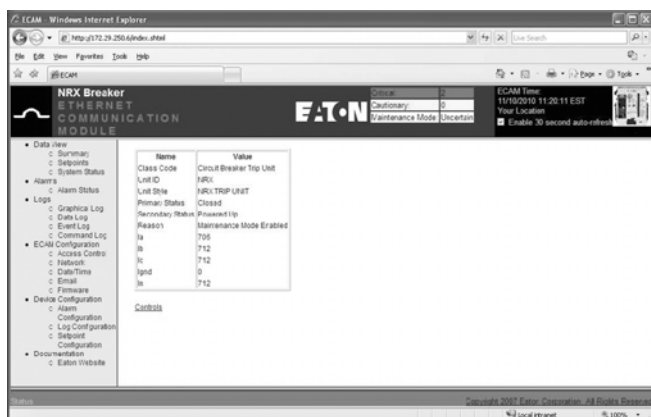 ECAM - Windows Internet Explorer
http://172.29.250.6/index.shtml
Live Search
File Edit View Favorites Tools Help
ECAM
Page Tools
NRX Breaker
ETHERNET
COMMUNICATION
MODULE
EATON
Critical: 2
Cautionary: 0
Maintenance Mode Uncertain
ECAM Time:
11/10/2010 11:20:11 EST
Your Location
Enable 30 second auto-refresh
Data View
Summary
Setpoints
System Status
Alarms
Alarm Status
Logs
Graphical Log
Data Log
Event Log
Command Log
ECAM Configuration
Access Control
Network
Date/Time
Email
Firmware
Device Configuration
Alarm
Configuration
Log Configuration
Setpoint
Configuration
Documentation
Eaton Website
Name Value
Class Code Circuit Breaker Trip Unit
Unit ID NRX
Unit Style NRX TRIP UNIT
Primary Status Closed
Secondary Status Powered Up
Reason Maintenance Mode Enabled
Ia 706
Ib 712
Ic 712
Ignd 0
In 712
Controls
Status
Copyright 2007 Eaton Corporation. All Rights Reserved
Local intranet 100%